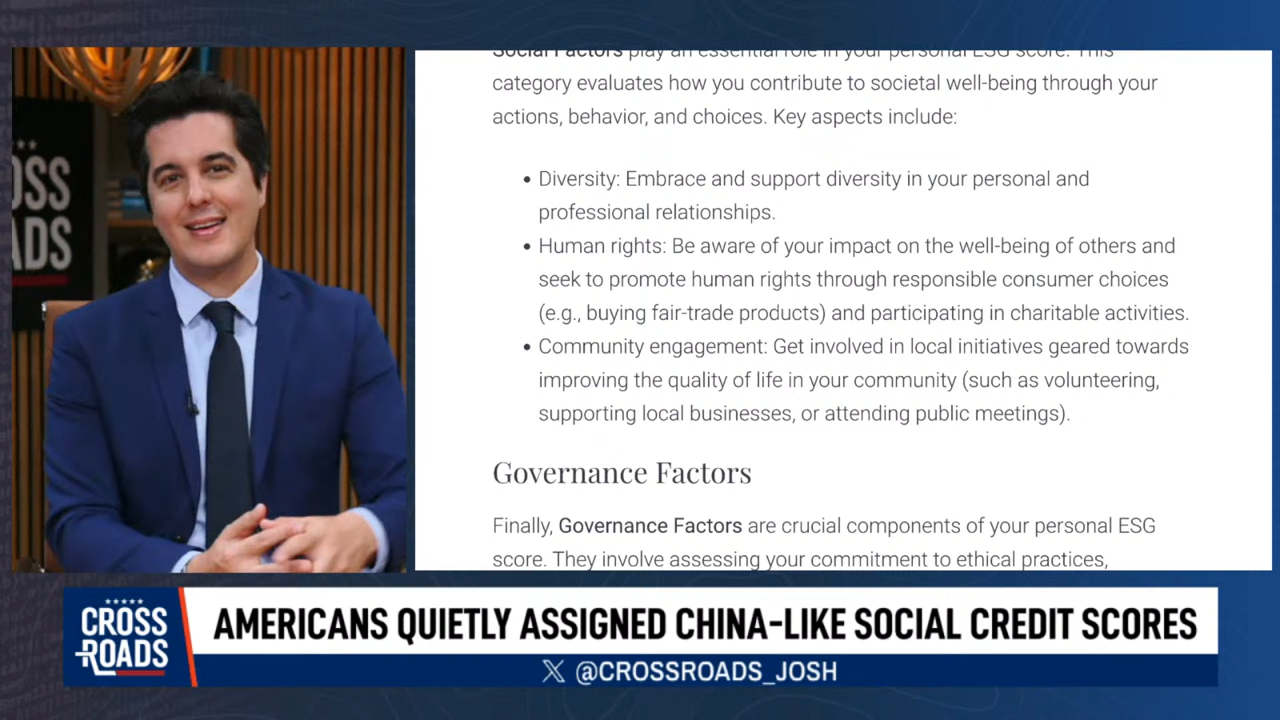 Social Factors play an essential role in your personal ESG score. This
category evaluates how you contribute to societal well-being through your
actions, behavior, and choices. Key aspects include:
• Diversity: Embrace and support diversity in your personal and
professional relationships.
• Human rights: Be aware of your impact on the well-being of others and
seek to promote human rights through responsible consumer choices
(e.g., buying fair-trade products) and participating in charitable activities.
• Community engagement: Get involved in local initiatives geared towards
improving the quality of life in your community (such as volunteering,
supporting local businesses, or attending public meetings).
Governance Factors
Finally, Governance Factors are crucial components of your personal ESG
score. They involve assessing your commitment to ethical practices,
OSS
ADS
CROSS
ROADS
AMERICANS QUIETLY ASSIGNED CHINA-LIKE SOCIAL CREDIT SCORES
X @CROSSROADS_JOSH